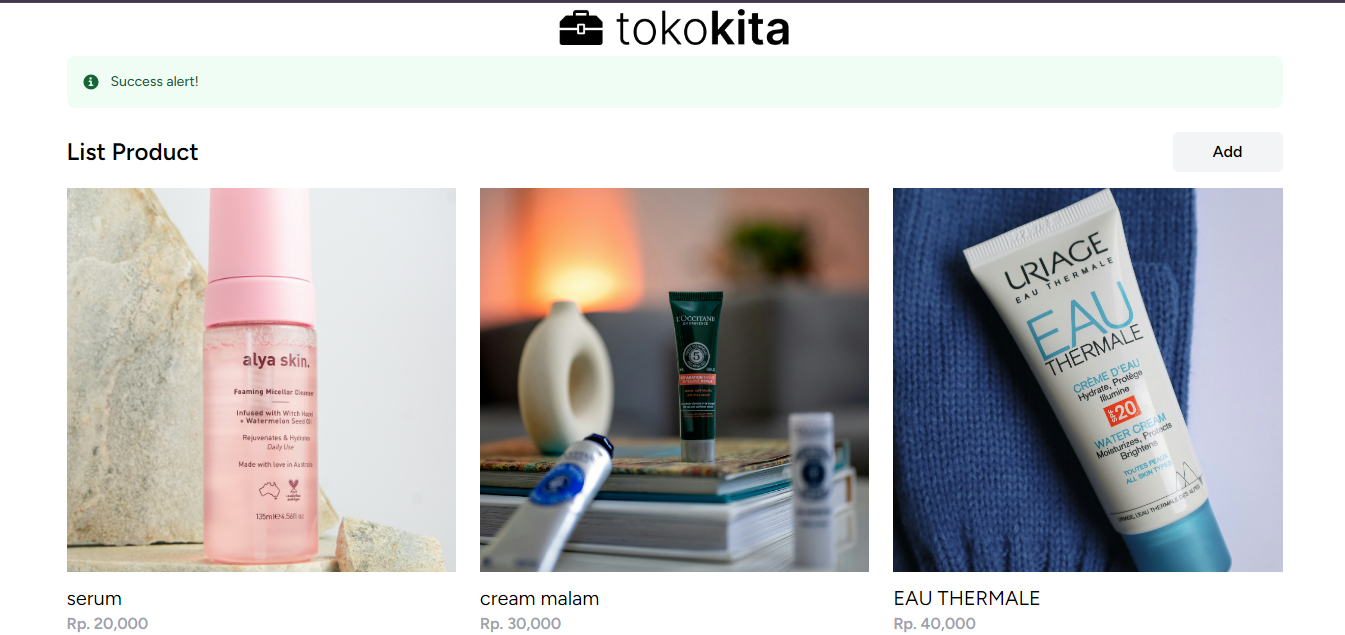 tokokita
Success alert!
List Product
Add
alya skin.
Foaming Micellar Cleanser
Infused with Witch Hazel
+ Watermelon Seed Oil
Rejuvenates & Hydrates
Daily Use
Made with love in Australia
135ml℮4.56fl oz
L'OCCITANE
EN PROVENCE
5
URIAGE
EAU THERMALE
EAU
THERMALE
CRÈME D'EAU
Hydrate, Protège
Illumine
SPF 20
WATER CREAM
Moisturizes, Protects
Brightens
TOUTES PEAUX
ALL SKIN TYPES
URIAGE, L'EAU THERMALE DES ALPES
serum
Rp. 20,000
cream malam
Rp. 30,000
EAU THERMALE
Rp. 40,000